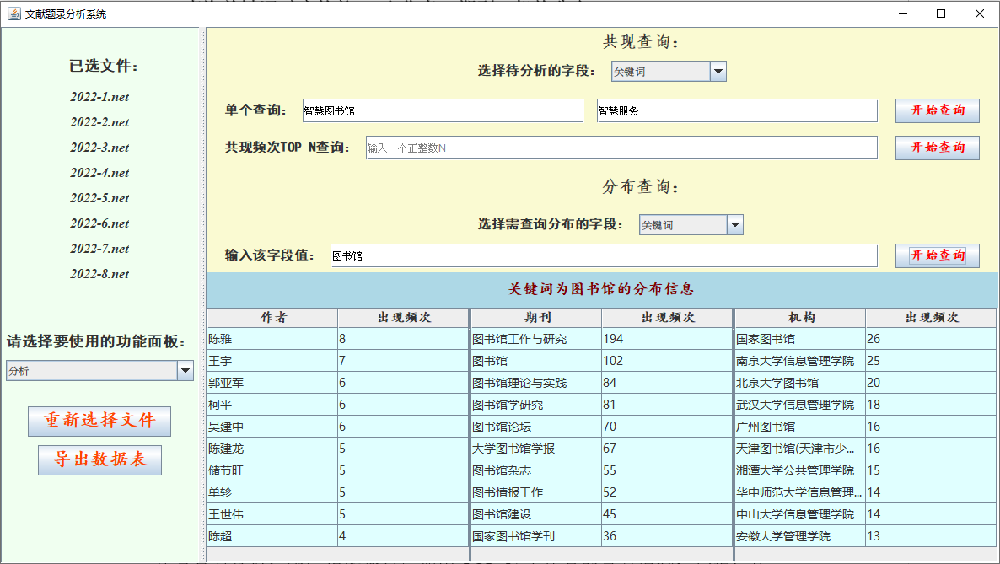 文献题录分析系统
已选文件：
2022-1.net
2022-2.net
2022-3.net
2022-4.net
2022-5.net
2022-6.net
2022-7.net
2022-8.net
请选择要使用的功能面板：
分析
重新选择文件
导出数据表
共现查询：
选择待分析的字段： 关键词
单个查询： 智慧图书馆 智慧服务 开始查询
共现频次TOP N查询： 输入一个正整数N 开始查询
分布查询：
选择需查询分布的字段： 关键词
输入该字段值： 图书馆 开始查询
关键词为图书馆的分布信息
作者 出现频次 期刊 出现频次 机构 出现频次
陈雅 8 图书馆工作与研究 194 国家图书馆 26
王宇 7 图书馆 102 南京大学信息管理学院 25
郭亚军 6 图书馆理论与实践 84 北京大学图书馆 20
柯平 6 图书馆学研究 81 武汉大学信息管理学院 18
吴建中 6 图书馆论坛 70 广州图书馆 16
陈建龙 5 大学图书馆学报 67 天津图书馆(天津市少... 16
储节旺 5 图书馆杂志 55 湘潭大学公共管理学院 15
单轸 5 图书情报工作 52 华中师范大学信息管理... 14
王世伟 5 图书馆建设 45 中山大学信息管理学院 14
陈超 4 国家图书馆学刊 36 安徽大学管理学院 13